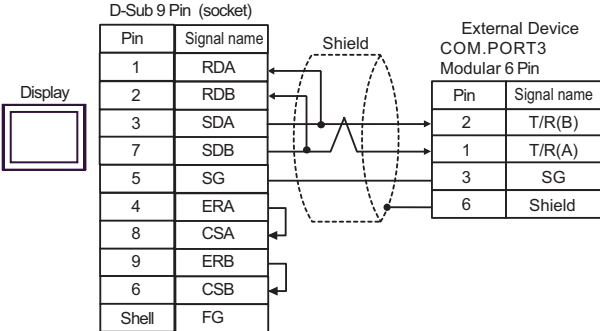 D-Sub 9 Pin (socket)
Pin Signal name
1 RDA
2 RDB
3 SDA
7 SDB
5 SG
4 ERA
8 CSA
9 ERB
6 CSB
Shell FG
Display
Shield
External Device
COM.PORT3
Modular 6 Pin
Pin Signal name
2 T/R(B)
1 T/R(A)
3 SG
6 Shield